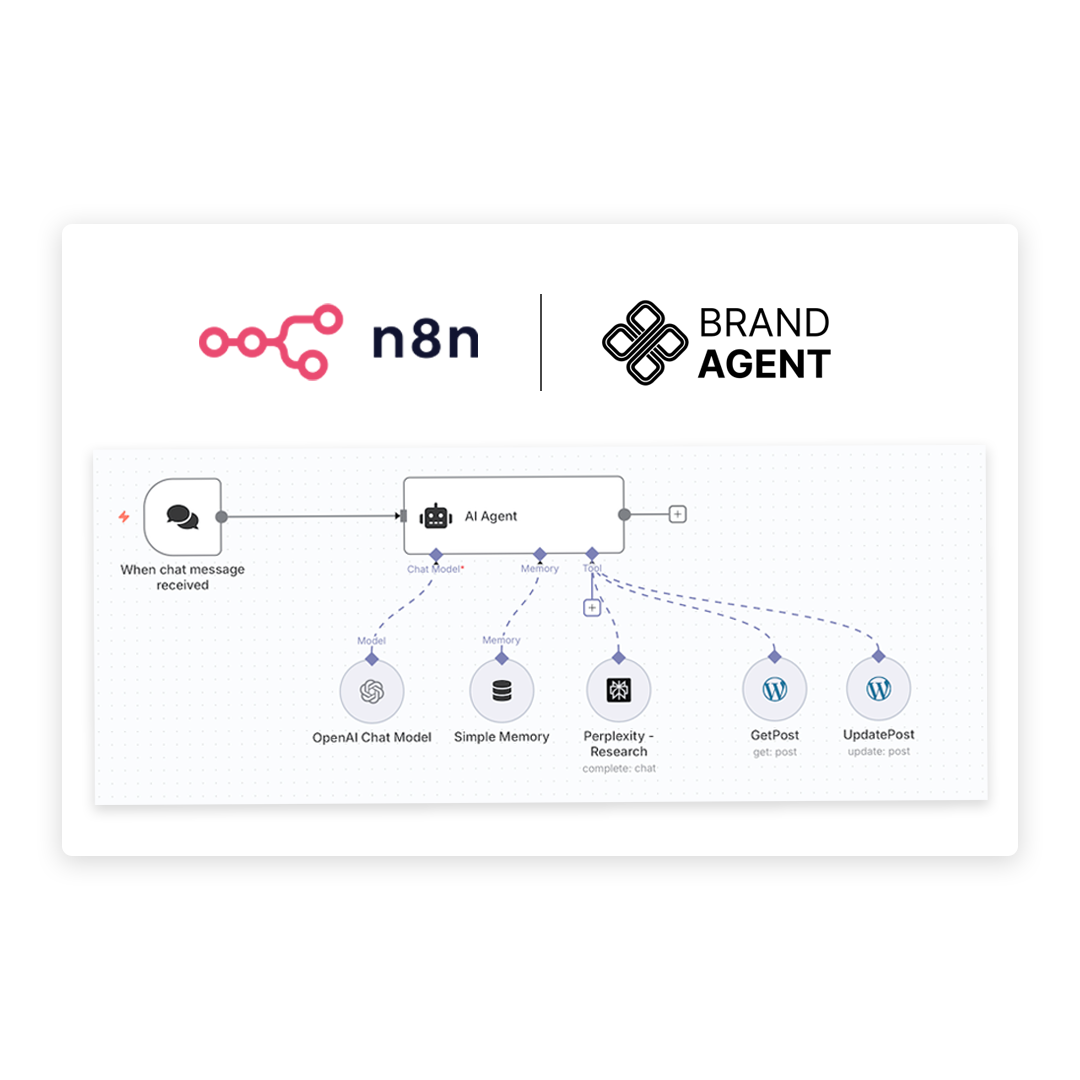 n8n
BRAND
AGENT
AI Agent
When chat message
received
Chat Model*
Memory
Tool
Model
Memory
OpenAI Chat Model
Simple Memory
Perplexity -
Research
complete: chat
GetPost
get: post
UpdatePost
update: post